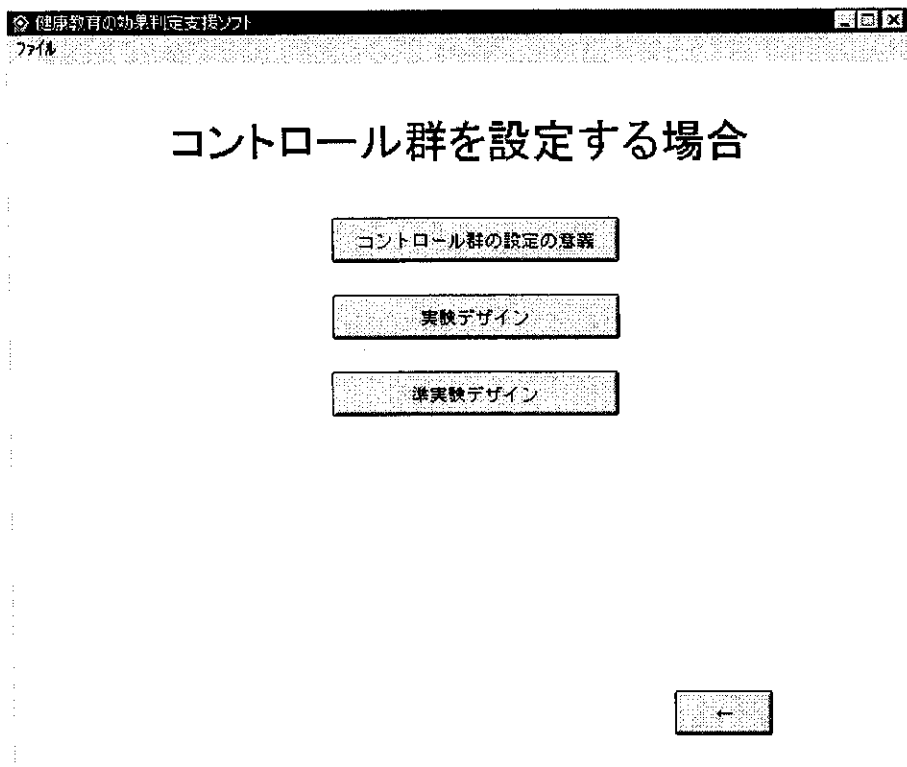 健康教育の効果判定支援ソフト
ファイル
コントロール群を設定する場合
コントロール群の設定の意義
実験デザイン
準実験デザイン
←